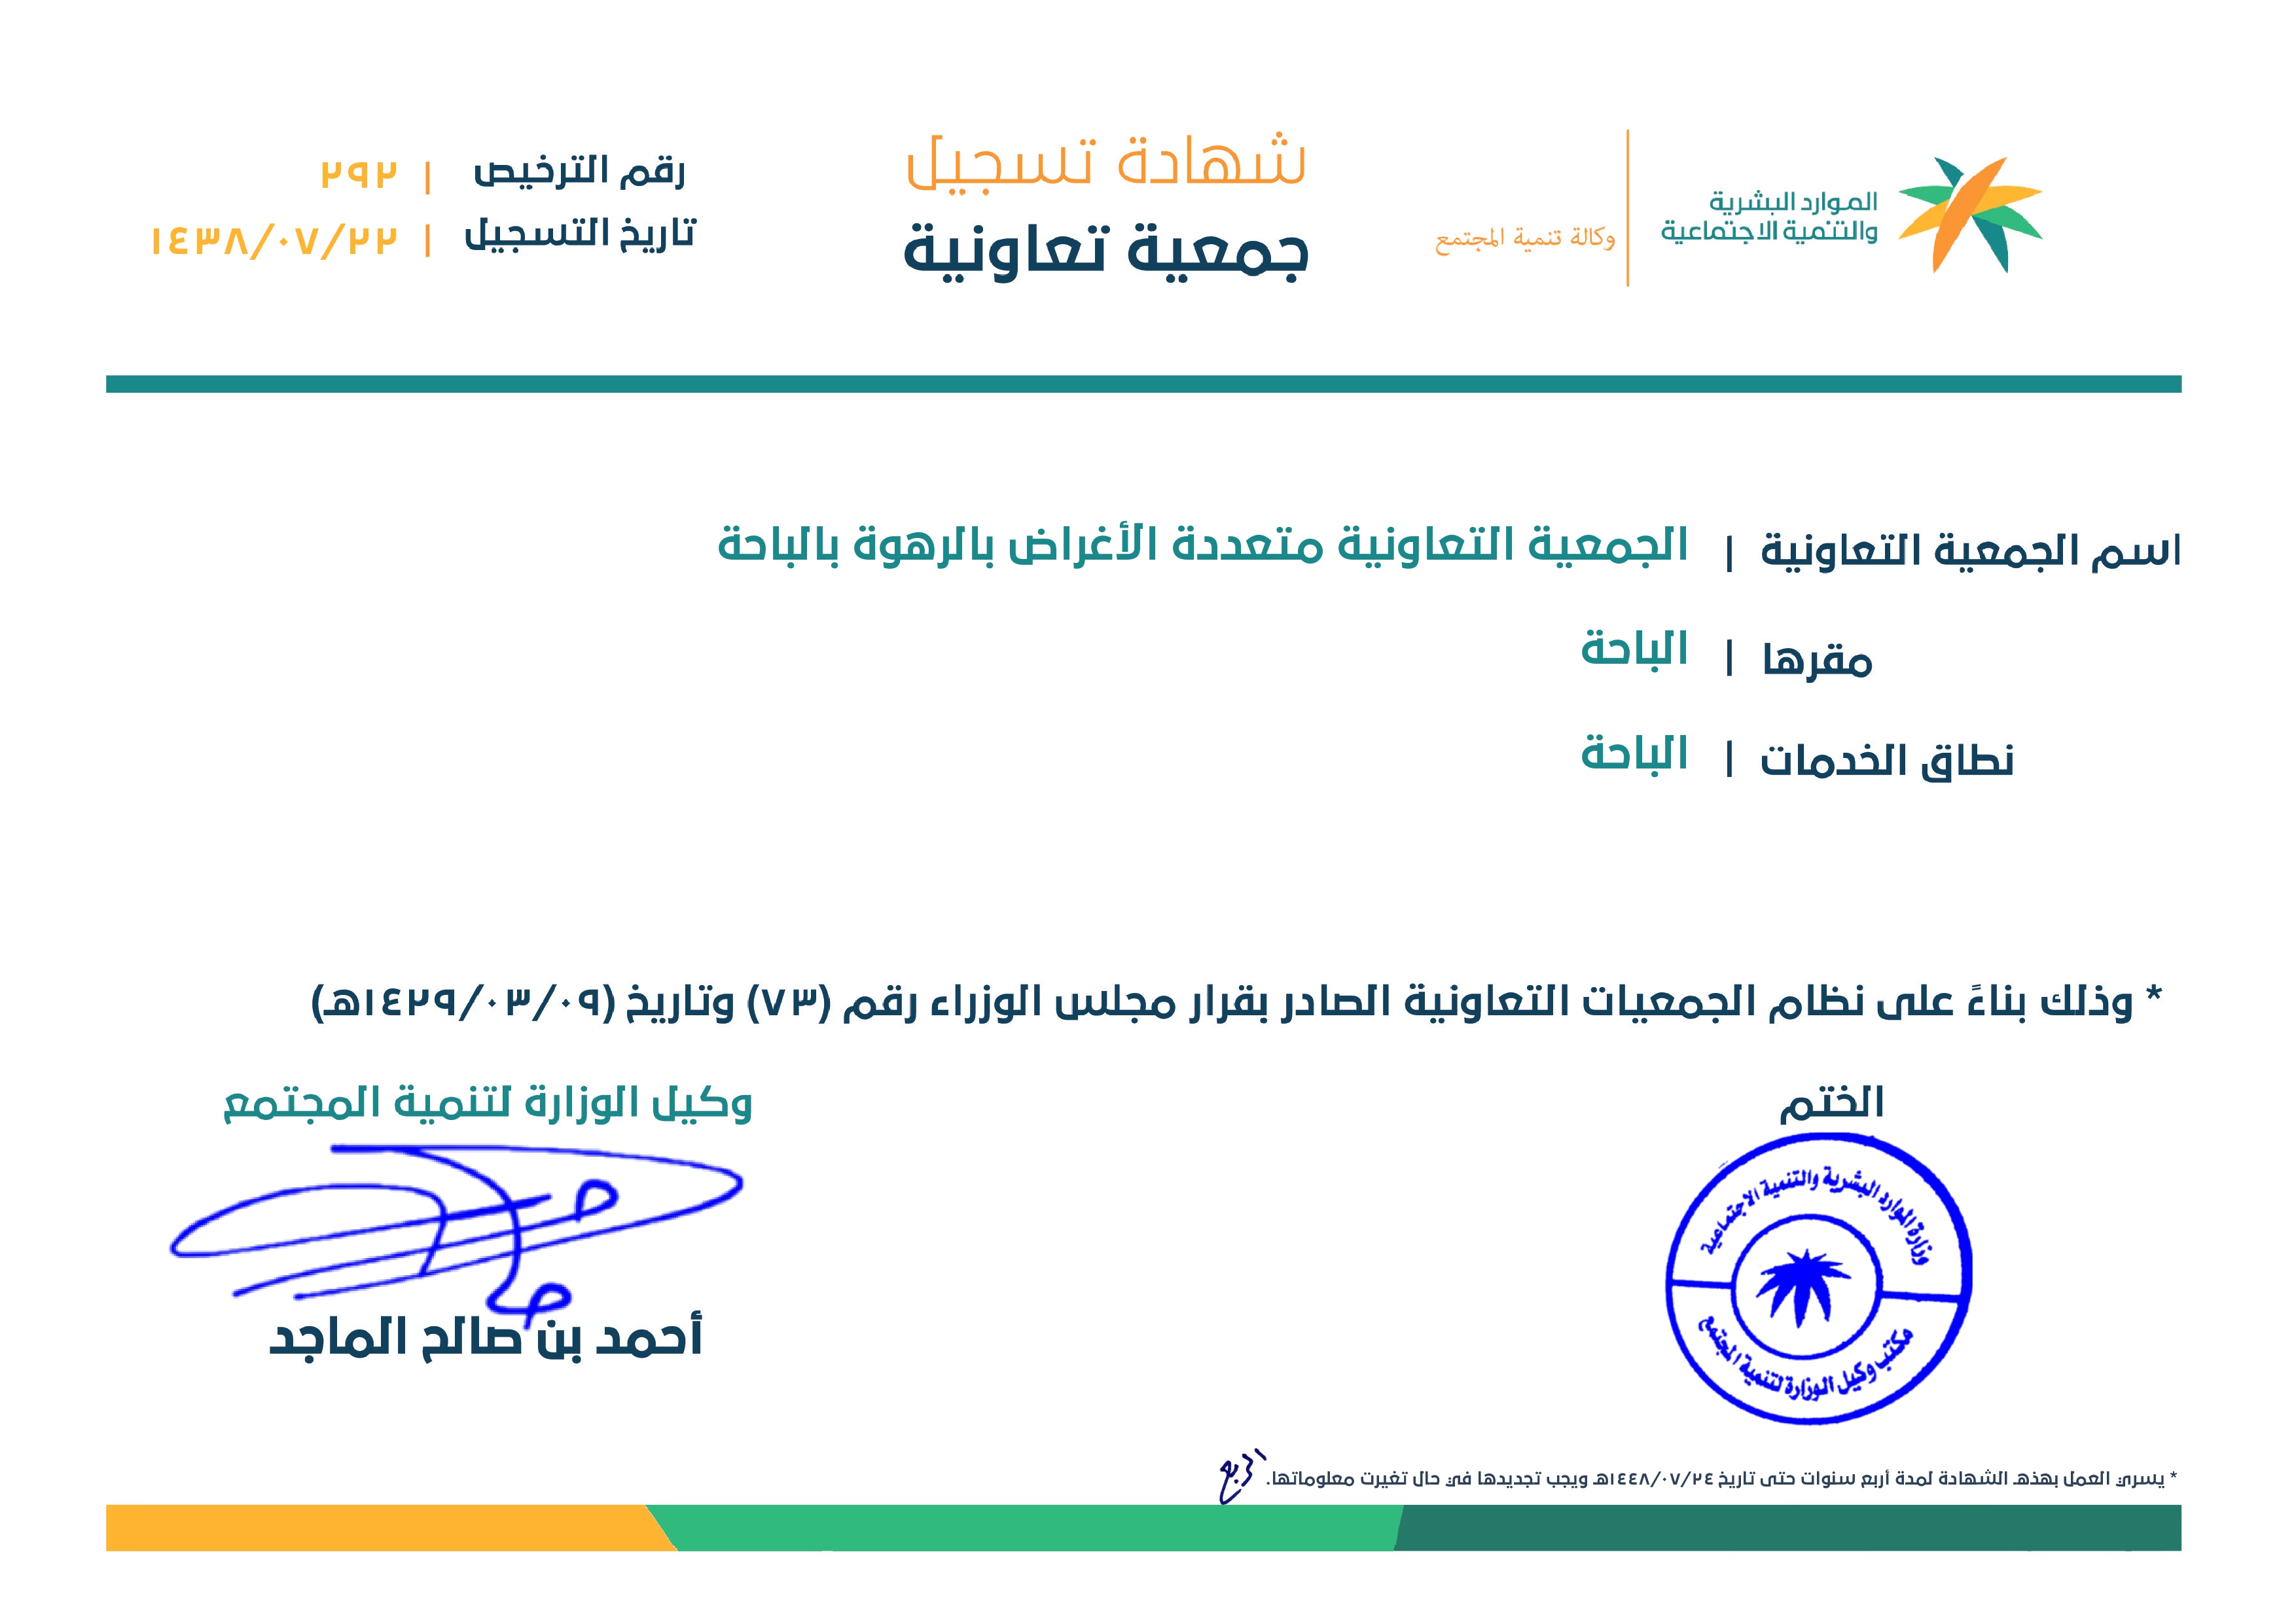 الموارد البشرية
والتنمية الاجتماعية
وكالة تنمية المجتمع
شهادة تسجيل
جمعية تعاونية
رقم الترخيص | ٢٩٢
تاريخ التسجيل | ١٤٣٨/٠٧/٢٢
اسم الجمعية التعاونية | الجمعية التعاونية متعددة الأغراض بالرهوة بالباحة
مقرها | الباحة
نطاق الخدمات | الباحة
* وذلك بناءً على نظام الجمعيات التعاونية الصادر بقرار مجلس الوزراء رقم (٧٣) وتاريخ (١٤٢٩/٠٣/٠٩هـ)
الختم
وزارة الموارد البشرية والتنمية الاجتماعية
مكتب وكيل الوزارة لتنمية المجتمع
وكيل الوزارة لتنمية المجتمع
أحمد بن صالح الماجد
* يسري العمل بهذه الشهادة لمدة أربع سنوات حتى تاريخ ١٤٤٨/٠٧/٢٤هـ ويجب تجديدها في حال تغيرت معلوماتها.